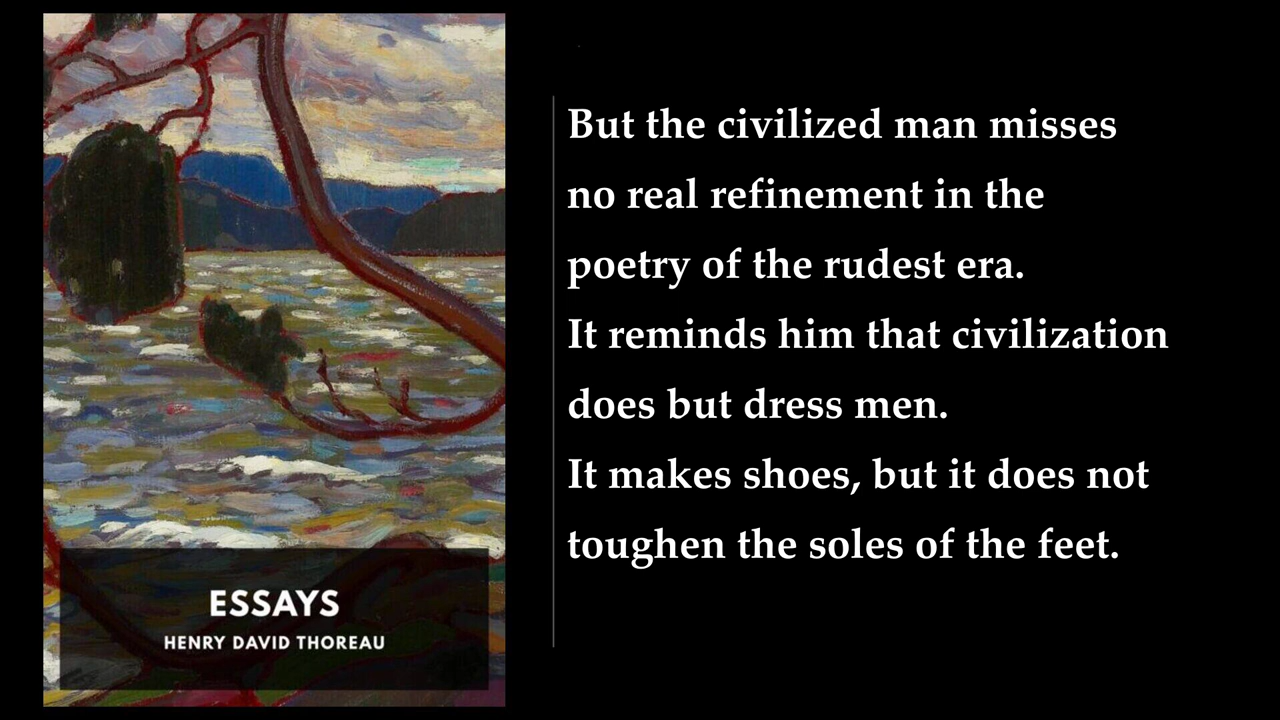 ESSAYS
HENRY DAVID THOREAU
But the civilized man misses
no real refinement in the
poetry of the rudest era.
It reminds him that civilization
does but dress men.
It makes shoes, but it does not
toughen the soles of the feet.